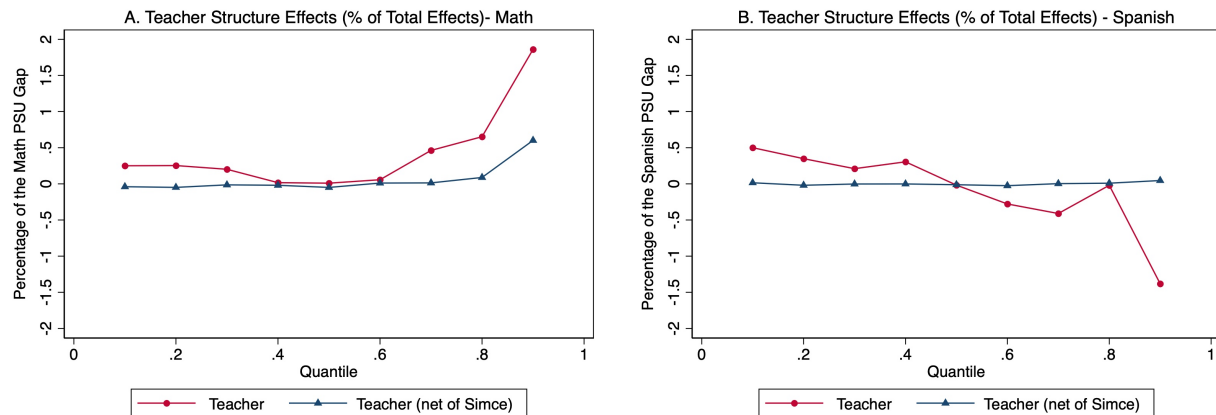 A. Teacher Structure Effects (% of Total Effects)- Math
Percentage of the Math PSU Gap
2
1.5
1
.5
0
-.5
-1
-1.5
-2
0 .2 .4 .6 .8 1
Quantile
Teacher Teacher (net of Simce)
B. Teacher Structure Effects (% of Total Effects) - Spanish
Percentage of the Spanish PSU Gap
2
1.5
1
.5
0
-.5
-1
-1.5
-2
0 .2 .4 .6 .8 1
Quantile
Teacher Teacher (net of Simce)